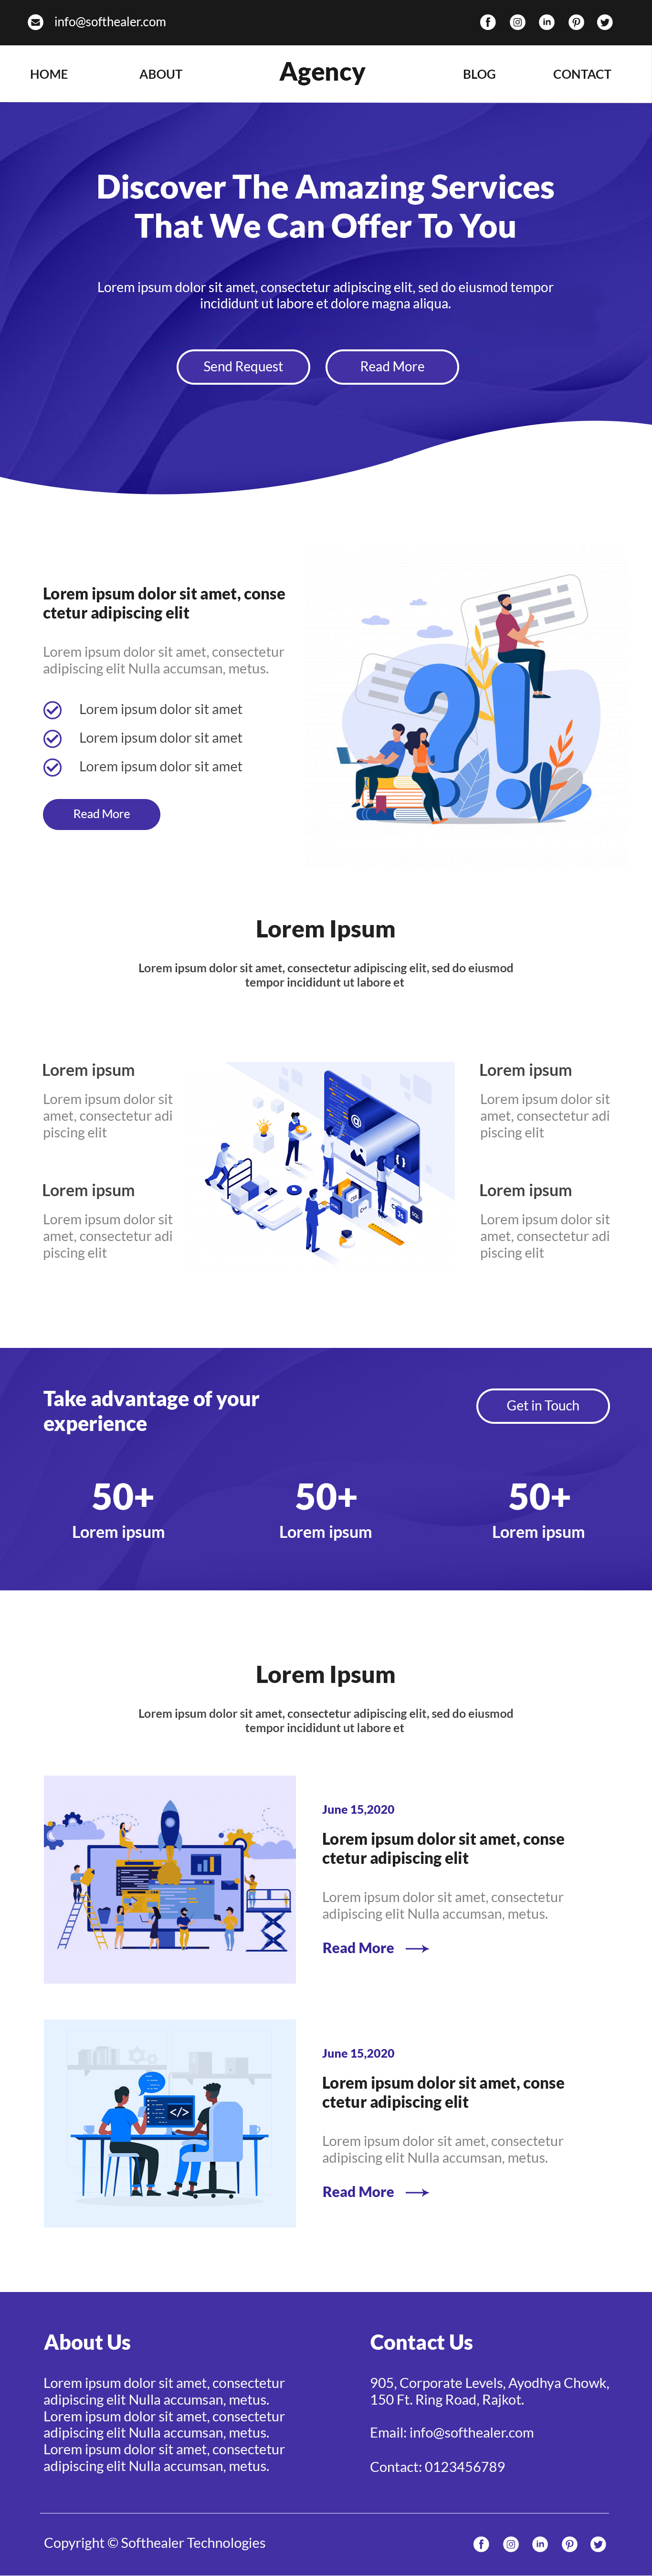 info@softhealer.com
HOME
ABOUT
Agency
BLOG
CONTACT
Discover The Amazing Services
That We Can Offer To You
Lorem ipsum dolor sit amet, consectetur adipiscing elit, sed do eiusmod tempor
incididunt ut labore et dolore magna aliqua.
Send Request
Read More
Lorem ipsum dolor sit amet, conse
ctetur adipiscing elit
Lorem ipsum dolor sit amet, consectetur
adipiscing elit Nulla accumsan, metus.
Lorem ipsum dolor sit amet
Lorem ipsum dolor sit amet
Lorem ipsum dolor sit amet
Read More
?!
Lorem Ipsum
Lorem ipsum dolor sit amet, consectetur adipiscing elit, sed do eiusmod
tempor incididunt ut labore et
Lorem ipsum
Lorem ipsum dolor sit
amet, consectetur adi
piscing elit
Lorem ipsum
Lorem ipsum dolor sit
amet, consectetur adi
piscing elit
Lorem ipsum
Lorem ipsum dolor sit
amet, consectetur adi
piscing elit
Lorem ipsum
Lorem ipsum dolor sit
amet, consectetur adi
piscing elit
Take advantage of your
experience
Get in Touch
50+
Lorem ipsum
50+
Lorem ipsum
50+
Lorem ipsum
Lorem Ipsum
Lorem ipsum dolor sit amet, consectetur adipiscing elit, sed do eiusmod
tempor incididunt ut labore et
June 15,2020
Lorem ipsum dolor sit amet, conse
ctetur adipiscing elit
Lorem ipsum dolor sit amet, consectetur
adipiscing elit Nulla accumsan, metus.
Read More
</>
June 15,2020
Lorem ipsum dolor sit amet, conse
ctetur adipiscing elit
Lorem ipsum dolor sit amet, consectetur
adipiscing elit Nulla accumsan, metus.
Read More
About Us
Lorem ipsum dolor sit amet, consectetur
adipiscing elit Nulla accumsan, metus.
Lorem ipsum dolor sit amet, consectetur
adipiscing elit Nulla accumsan, metus.
Lorem ipsum dolor sit amet, consectetur
adipiscing elit Nulla accumsan, metus.
Contact Us
905, Corporate Levels, Ayodhya Chowk,
150 Ft. Ring Road, Rajkot.
Email: info@softhealer.com
Contact: 0123456789
Copyright © Softhealer Technologies